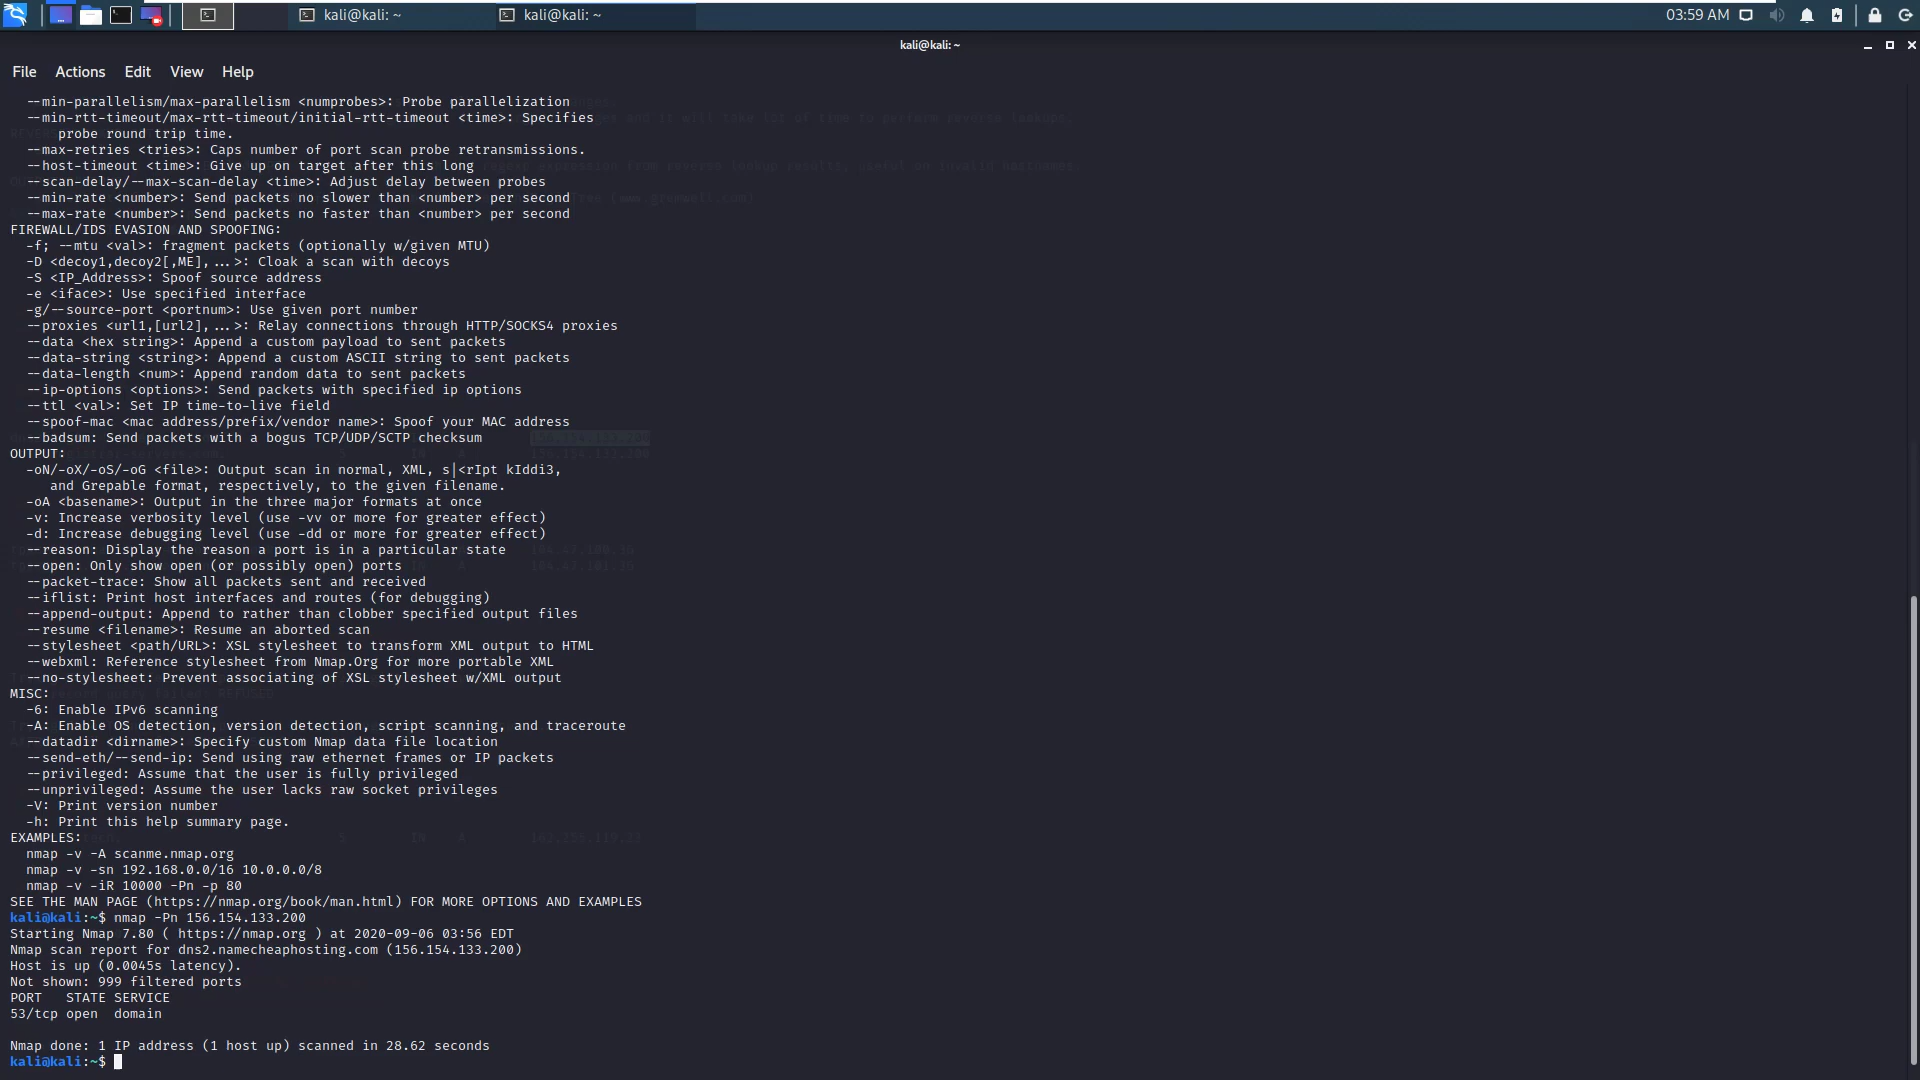 kali@kali: ~
kali@kali: ~
03:59 AM
kali@kali: ~
File Actions Edit View Help
--min-parallelism/max-parallelism <numprobes>: Probe parallelization
--min-rtt-timeout/max-rtt-timeout/initial-rtt-timeout <time>: Specifies
probe round trip time.
--max-retries <tries>: Caps number of port scan probe retransmissions.
--host-timeout <time>: Give up on target after this long
--scan-delay/--max-scan-delay <time>: Adjust delay between probes
--min-rate <number>: Send packets no slower than <number> per second
--max-rate <number>: Send packets no faster than <number> per second
FIREWALL/IDS EVASION AND SPOOFING:
-f; --mtu <val>: fragment packets (optionally w/given MTU)
-D <decoy1,decoy2[,ME],...>: Cloak a scan with decoys
-S <IP_Address>: Spoof source address
-e <iface>: Use specified interface
-g/--source-port <portnum>: Use given port number
--proxies <url1,[url2],...>: Relay connections through HTTP/SOCKS4 proxies
--data <hex string>: Append a custom payload to sent packets
--data-string <string>: Append a custom ASCII string to sent packets
--data-length <num>: Append random data to sent packets
--ip-options <options>: Send packets with specified ip options
--ttl <val>: Set IP time-to-live field
--spoof-mac <mac address/prefix/vendor name>: Spoof your MAC address
--badsum: Send packets with a bogus TCP/UDP/SCTP checksum
OUTPUT:
-oN/-oX/-oS/-oG <file>: Output scan in normal, XML, s|<rIpt kIddi3,
and Grepable format, respectively, to the given filename.
-oA <basename>: Output in the three major formats at once
-v: Increase verbosity level (use -vv or more for greater effect)
-d: Increase debugging level (use -dd or more for greater effect)
--reason: Display the reason a port is in a particular state
--open: Only show open (or possibly open) ports
--packet-trace: Show all packets sent and received
--iflist: Print host interfaces and routes (for debugging)
--append-output: Append to rather than clobber specified output files
--resume <filename>: Resume an aborted scan
--stylesheet <path/URL>: XSL stylesheet to transform XML output to HTML
--webxml: Reference stylesheet from Nmap.Org for more portable XML
--no-stylesheet: Prevent associating of XSL stylesheet w/XML output
MISC:
-6: Enable IPv6 scanning
-A: Enable OS detection, version detection, script scanning, and traceroute
--datadir <dirname>: Specify custom Nmap data file location
--send-eth/--send-ip: Send using raw ethernet frames or IP packets
--privileged: Assume that the user is fully privileged
--unprivileged: Assume the user lacks raw socket privileges
-V: Print version number
-h: Print this help summary page.
EXAMPLES:
nmap -v -A scanme.nmap.org
nmap -v -sn 192.168.0.0/16 10.0.0.0/8
nmap -v -iR 10000 -Pn -p 80
SEE THE MAN PAGE (https://nmap.org/book/man.html) FOR MORE OPTIONS AND EXAMPLES
kali@kali:~$ nmap -Pn 156.154.133.200
Starting Nmap 7.80 ( https://nmap.org ) at 2020-09-06 03:56 EDT
Nmap scan report for dns2.namecheaphosting.com (156.154.133.200)
Host is up (0.0045s latency).
Not shown: 999 filtered ports
PORT   STATE SERVICE
53/tcp open  domain
Nmap done: 1 IP address (1 host up) scanned in 28.62 seconds
kali@kali:~$